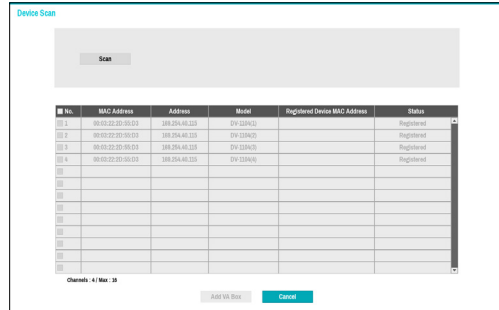 Device Scan
Scan
No. MAC Address Address Model Registered Device MAC Address Status
1 00:03:22:2D:55:D3 169.254.40.115 DV-1104(1) Registered
2 00:03:22:2D:55:D3 169.254.40.115 DV-1104(2) Registered
3 00:03:22:2D:55:D3 169.254.40.115 DV-1104(3) Registered
4 00:03:22:2D:55:D3 169.254.40.115 DV-1104(4) Registered
Channels : 4 / Max : 16
Add VA Box Cancel